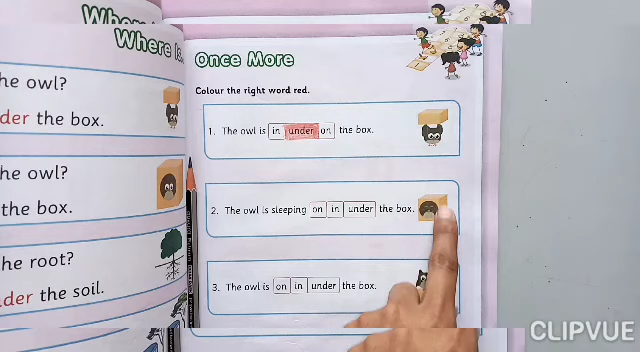 Where Is
he owl?
der the box.
he owl?
the box.
he root?
der the soil.
Once More
Colour the right word red.
1. The owl is in under on the box.
2. The owl is sleeping on in under the box.
3. The owl is on in under the box.
CLIPVUE